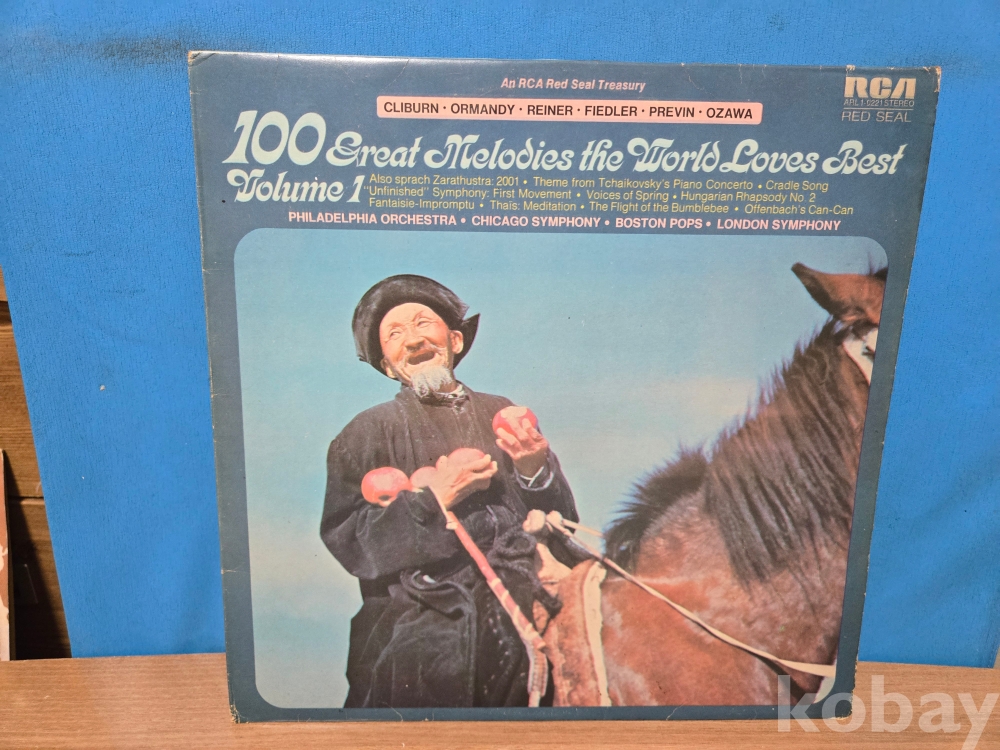 An RCA Red Seal Treasury
RCA
ARL1-0221 STEREO
RED SEAL
CLIBURN • ORMANDY • REINER • FIEDLER • PREVIN • OZAWA
100 Great Melodies the World Loves Best
Volume 1
Also sprach Zarathustra: 2001 • Theme from Tchaikovsky's Piano Concerto • Cradle Song
"Unfinished" Symphony: First Movement • Voices of Spring • Hungarian Rhapsody No. 2
Fantaisie-Impromptu • Thaïs: Meditation • The Flight of the Bumblebee • Offenbach's Can-Can
PHILADELPHIA ORCHESTRA • CHICAGO SYMPHONY • BOSTON POPS • LONDON SYMPHONY
kobay